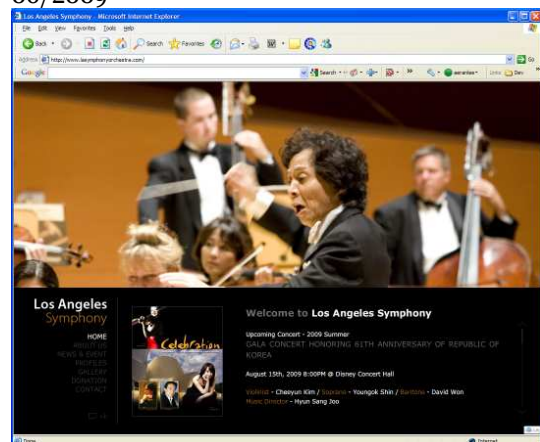 Los Angeles Symphony - Microsoft Internet Explorer
File Edit View Favorites Tools Help
Back Search Favorites
Address http://www.lasymphonyorchestra.com/ Go
Google Search Links Dev
Los Angeles
Symphony
HOME
ABOUT US
NEWS & EVENT
PROFILES
GALLERY
DONATION
CONTACT
Celebration
Welcome to Los Angeles Symphony
Upcoming Concert - 2009 Summer
GALA CONCERT HONORING 61TH ANNIVERSARY OF REPUBLIC OF
KOREA
August 15th, 2009 8:00PM @ Disney Concert Hall
Violinist - Cheeyun Kim / Soprano - Youngok Shin / Baritone - David Won
Music Director - Hyun Sang Joo
Done Internet